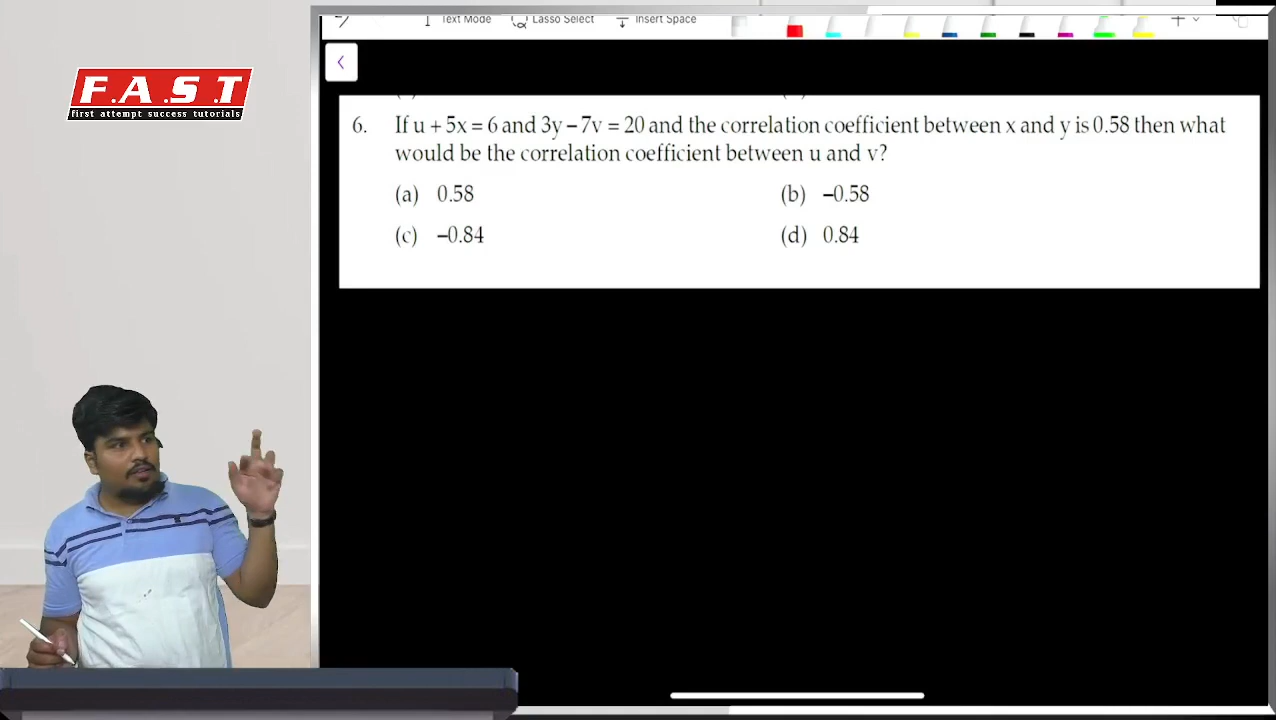 Text Mode Lasso Select Insert Space
F.A.S.T
first attempt success tutorials
6. If u + 5x = 6 and 3y – 7v = 20 and the correlation coefficient between x and y is 0.58 then what
would be the correlation coefficient between u and v?
(a) 0.58 (b) –0.58
(c) –0.84 (d) 0.84